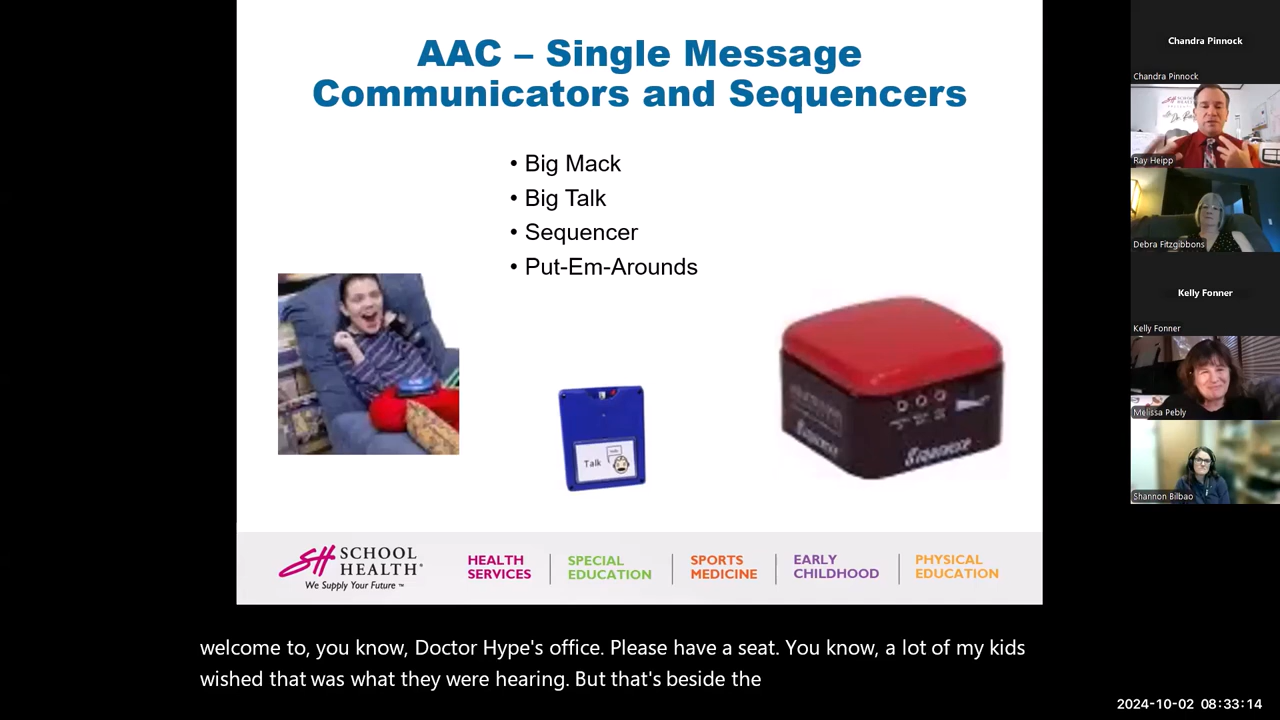 AAC – Single Message
Communicators and Sequencers
• Big Mack
• Big Talk
• Sequencer
• Put-Em-Arounds
Talk
SH SCHOOL
HEALTH®
We Supply Your Future ™
HEALTH
SERVICES
SPECIAL
EDUCATION
SPORTS
MEDICINE
EARLY
CHILDHOOD
PHYSICAL
EDUCATION
Chandra Pinnock
Chandra Pinnock
Ray Heipp
Debra Fitzgibbons
Kelly Fonner
Kelly Fonner
Melissa Pebly
Shannon Bilbao
welcome to, you know, Doctor Hype's office. Please have a seat. You know, a lot of my kids
wished that was what they were hearing. But that's beside the
2024-10-02 08:33:14